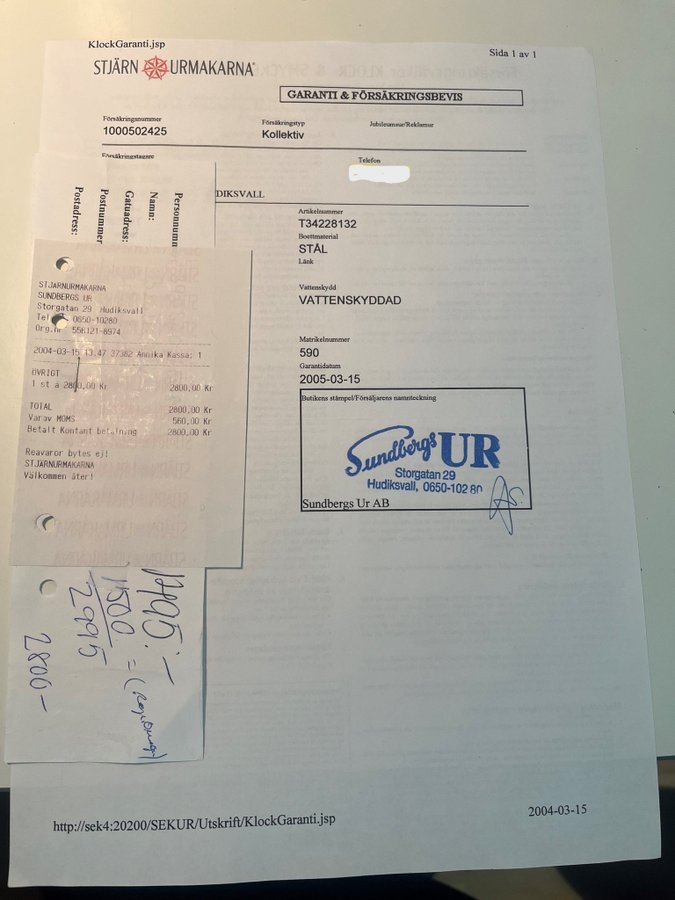 KlockGaranti.jsp
Sida 1 av 1
STJÄRN URMAKARNA
GARANTI & FÖRSÄKRINGSBEVIS
Försäkringsnummer
1000502425
Försäkringstyp
Kollektiv
Jubileumsur/Reklamur
Försäkringstagare
Telefon
DIKSVALL
Artikelnummer
T34228132
Boettmaterial
STÅL
Länk
Vattenskydd
VATTENSKYDDAD
Matrikelnummer
590
Garantidatum
2005-03-15
Butikens stämpel/Försäljarens namnteckning
Sundbergs UR
Storgatan 29
Hudiksvall, 0650-102 80
Sundbergs Ur AB
Personnumm
Namn:
Gatuadress:
Postnummer
Postadress:
STJARNURMAKARNA
SUNDBERGS UR
Storgatan 29 Hudiksvall
Tel 0650-10280
Org.nr 556121-6974
2004-03-15 13.47 37382 Annika Kassa: 1
ÖVRIGT
1 st á 2800,00 Kr 2800,00 Kr
TOTAL 2800,00 Kr
Varav MOMS 560,00 Kr
Betalt Kontant betalning 2800,00 Kr
Reavaror bytes ej!
STJARNURMAKARNA
Välkommen åter!
1495:-
1500
2995
2800-
http://sek4:20200/SEKUR/Utskrift/KlockGaranti.jsp
2004-03-15